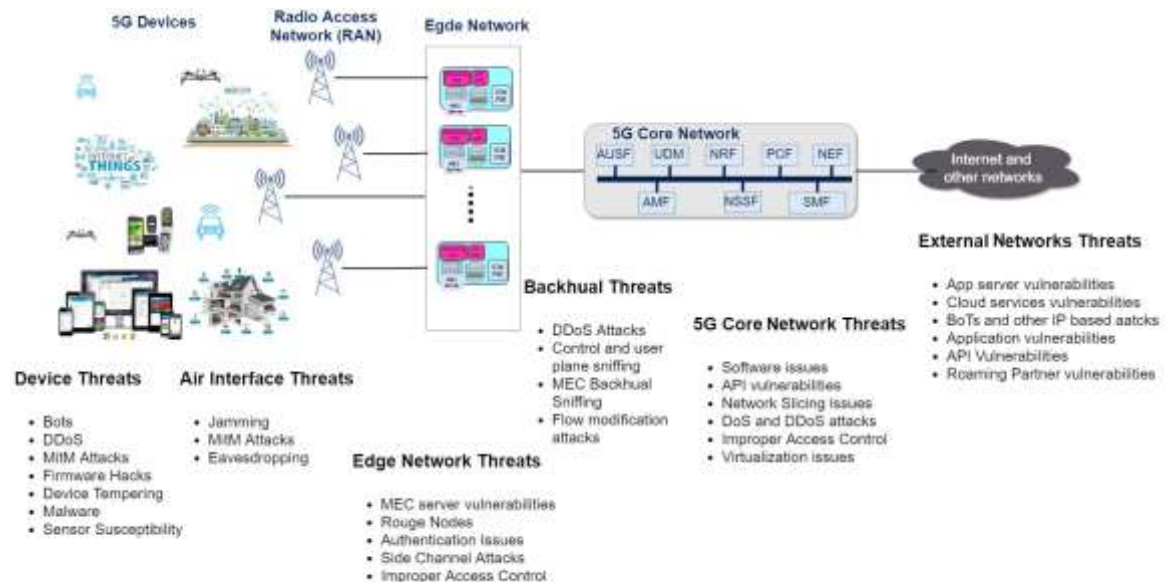 5G Devices
Radio Access
Network (RAN)
Egde Network
INTERNET OF
THINGS
5G Core Network
AUSF
UDM
NRF
PCF
NEF
AMF
NSSF
SMF
Internet and
other networks
Device Threats
• Bots
• DDoS
• MitM Attacks
• Firmware Hacks
• Device Tempering
• Malware
• Sensor Susceptibility
Air Interface Threats
• Jamming
• MitM Attacks
• Eavesdropping
Edge Network Threats
• MEC server vulnerabilities
• Rouge Nodes
• Authentication Issues
• Side Channel Attacks
• Improper Access Control
Backhual Threats
• DDoS Attacks
• Control and user
plane sniffing
• MEC Backhual
Sniffing
• Flow modification
attacks
5G Core Network Threats
• Software issues
• API vulnerabilities
• Network Slicing issues
• DoS and DDoS attacks
• Improper Access Control
• Virtualization issues
External Networks Threats
• App server vulnerabilities
• Cloud services vulnerabilities
• BoTs and other IP based aatcks
• Application vulnerabilities
• API Vulnerabilities
• Roaming Partner vulnerabilities